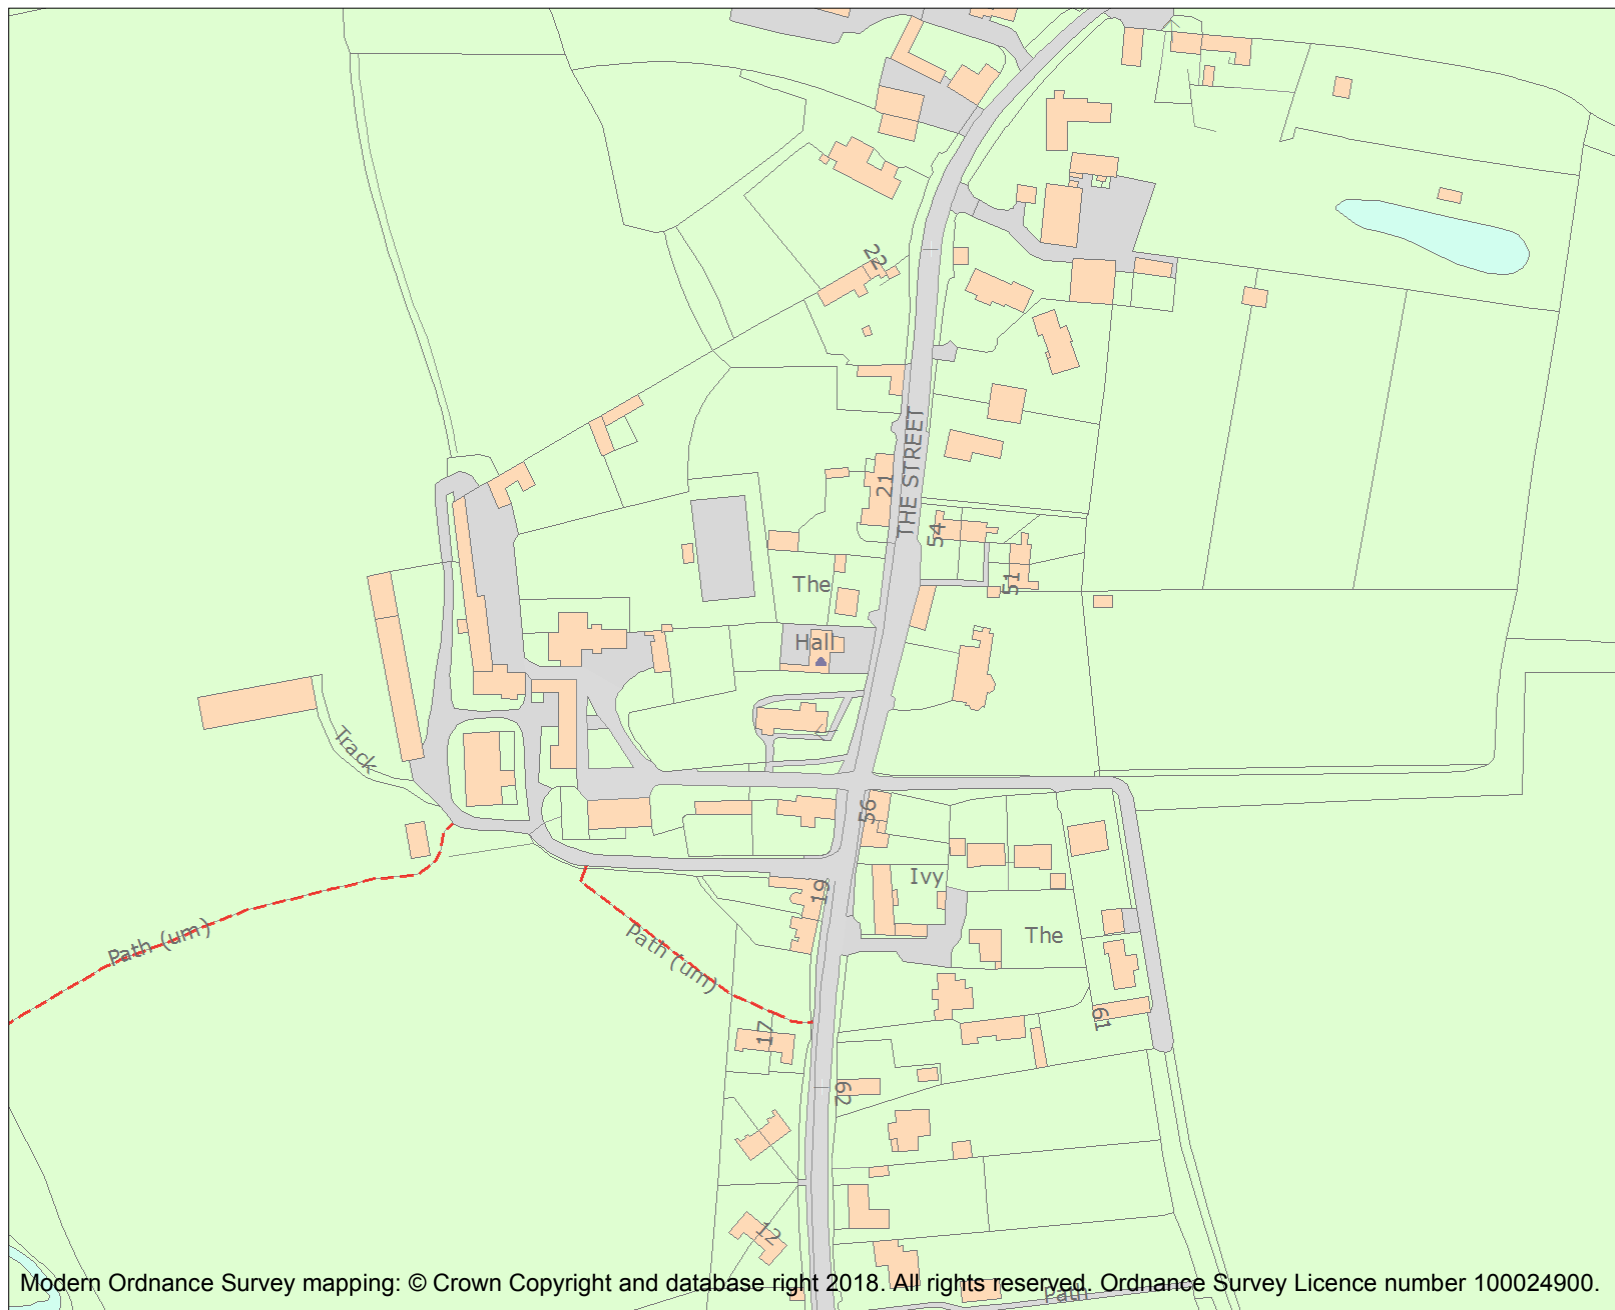 22
THE STREET
21
54
51
The
Hall
Track
56
19
Ivy
The
Path (um)
Path (um)
61
17
62
12
Path
Modern Ordnance Survey mapping: © Crown Copyright and database right 2018. All rights reserved. Ordnance Survey Licence number 100024900.